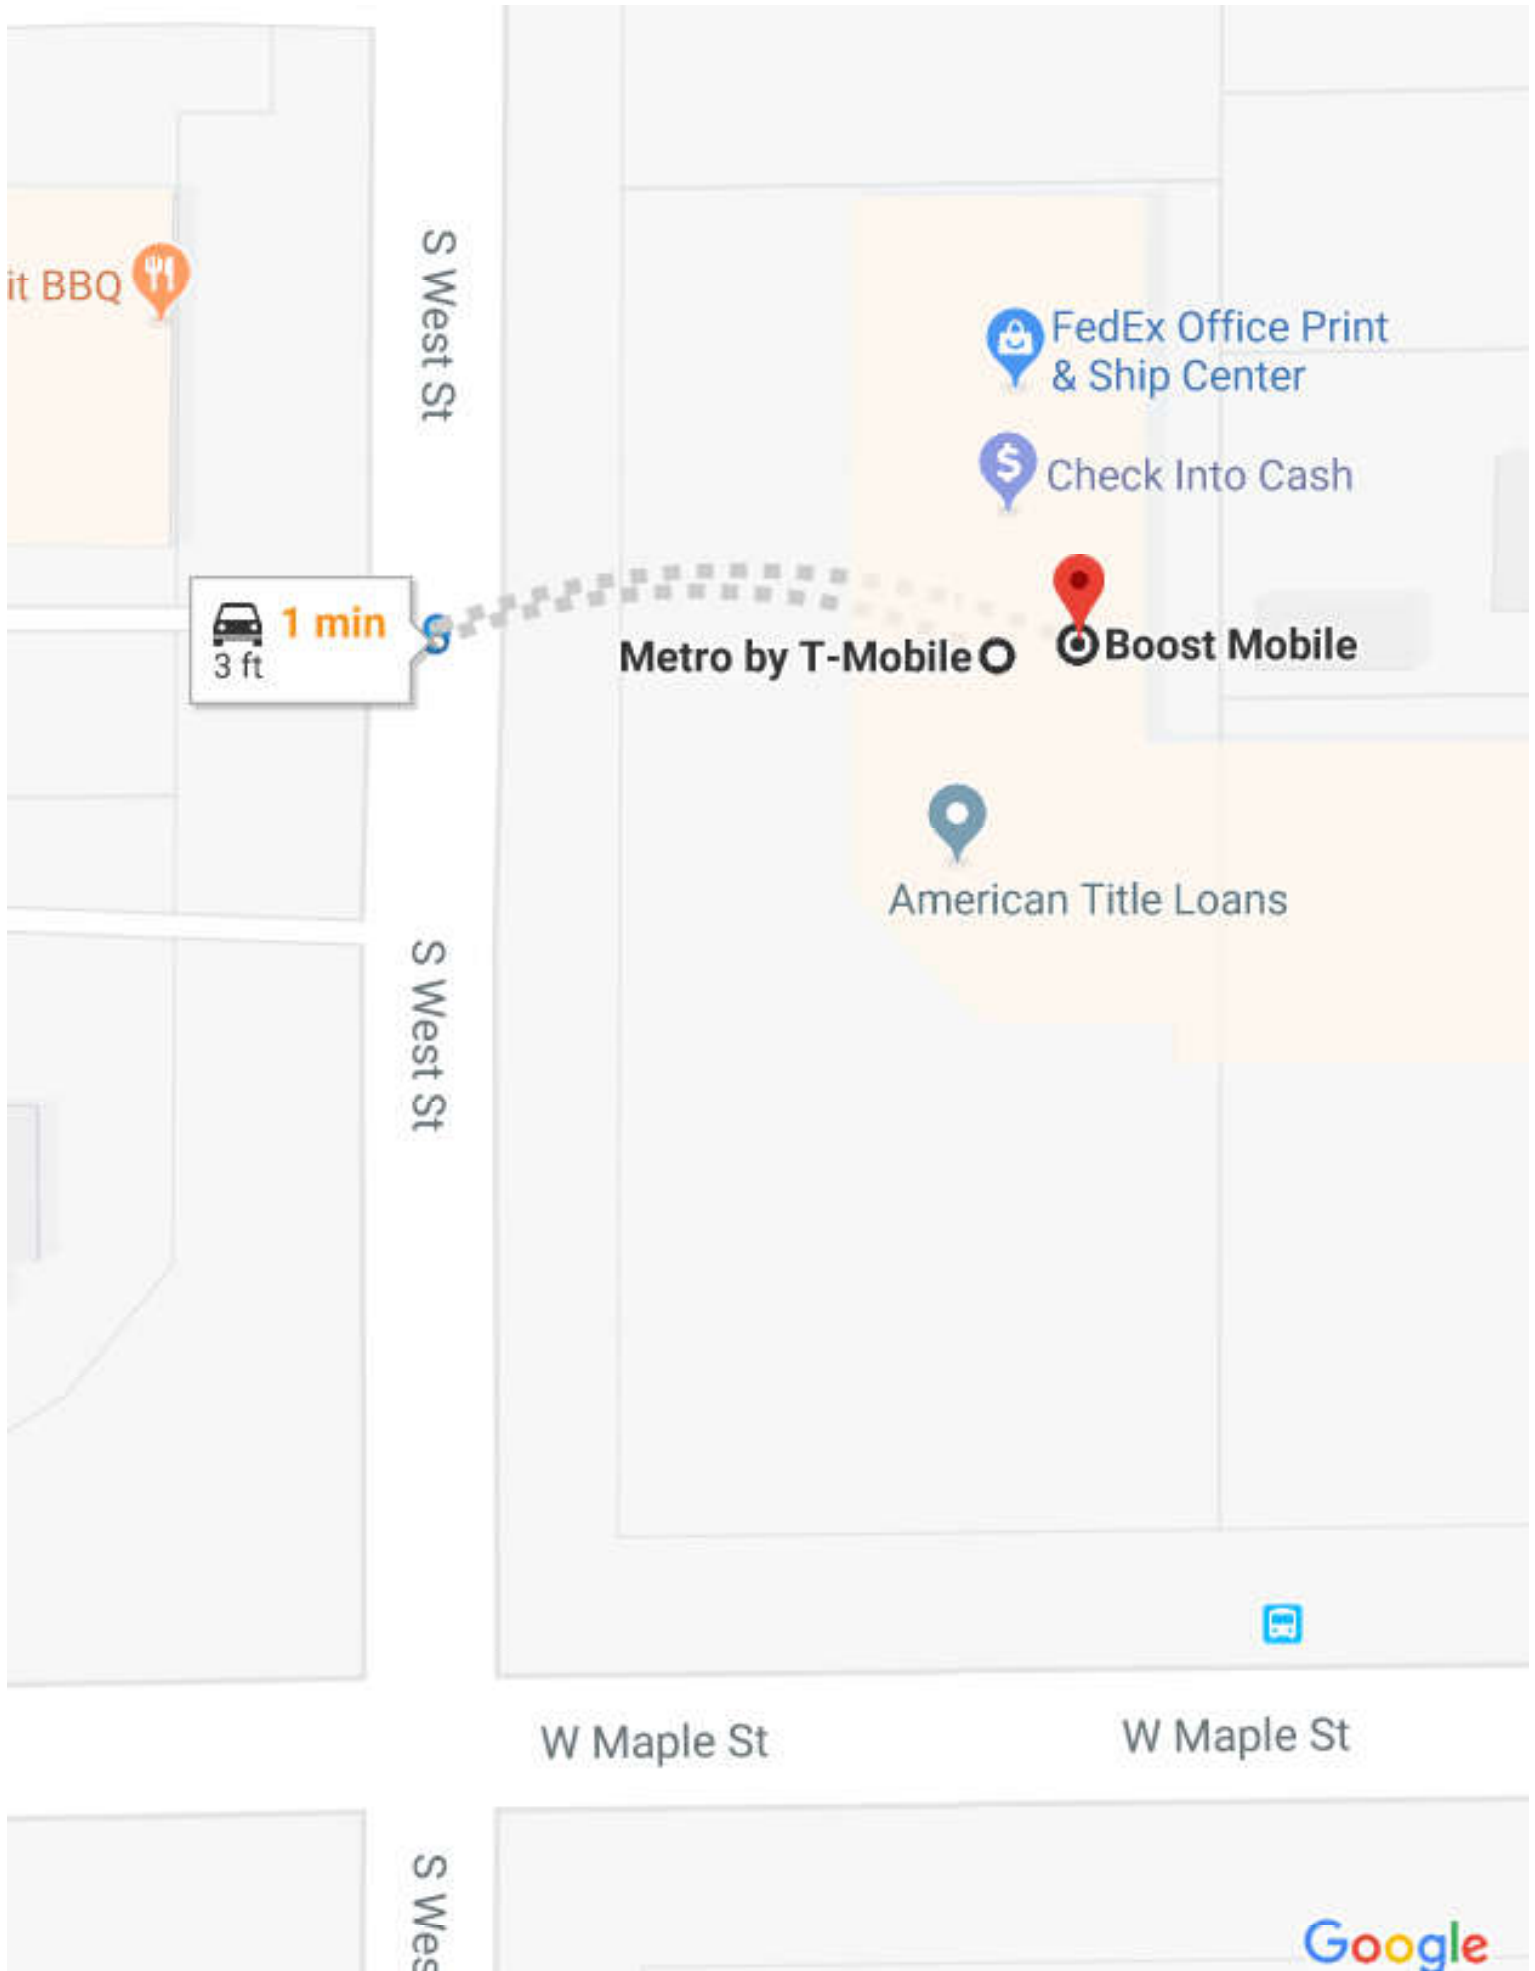 S West St
it BBQ
FedEx Office Print
& Ship Center
Check Into Cash
1 min
3 ft
Metro by T-Mobile
Boost Mobile
American Title Loans
S West St
W Maple St
W Maple St
S Wes
Google